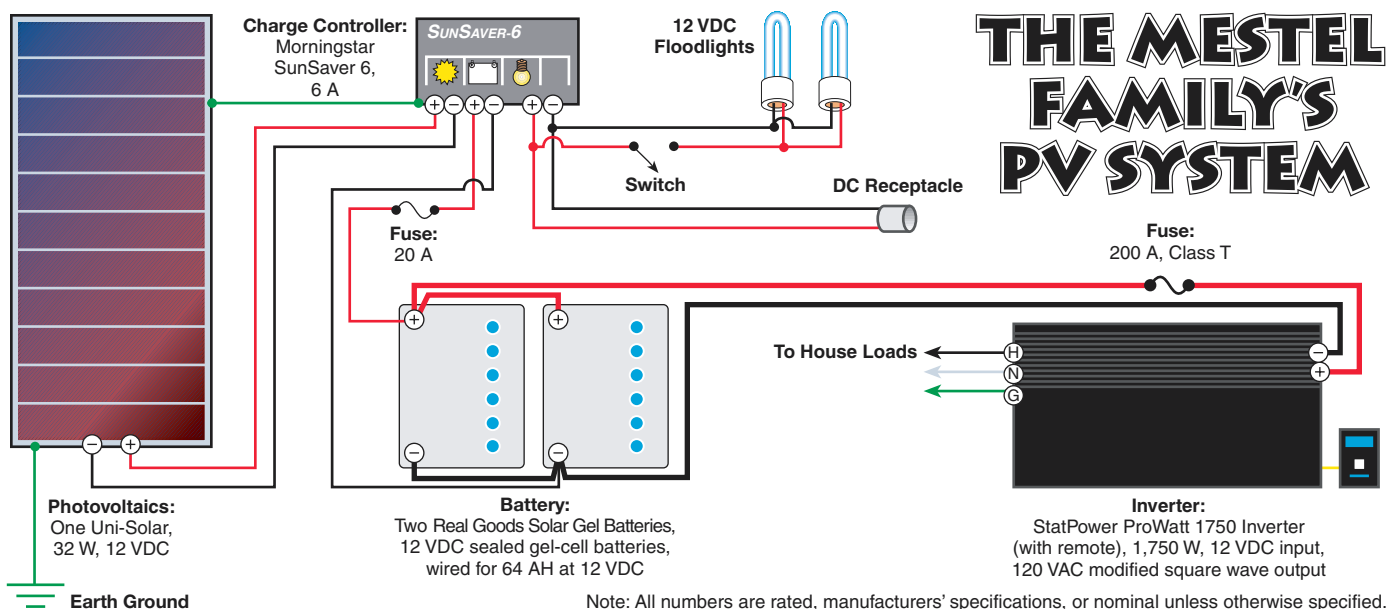 THE MESTEL
FAMILY'S
PV SYSTEM
Charge Controller:
Morningstar
SunSaver 6,
6 A
SUNSAVER-6
+ − + − + −
12 VDC
Floodlights
Switch
DC Receptacle
Fuse:
20 A
Fuse:
200 A, Class T
+
+
−
−
To House Loads
H
N
G
−
+
− +
Photovoltaics:
One Uni-Solar,
32 W, 12 VDC
Battery:
Two Real Goods Solar Gel Batteries,
12 VDC sealed gel-cell batteries,
wired for 64 AH at 12 VDC
Inverter:
StatPower ProWatt 1750 Inverter
(with remote), 1,750 W, 12 VDC input,
120 VAC modified square wave output
Earth Ground
Note: All numbers are rated, manufacturers' specifications, or nominal unless otherwise specified.